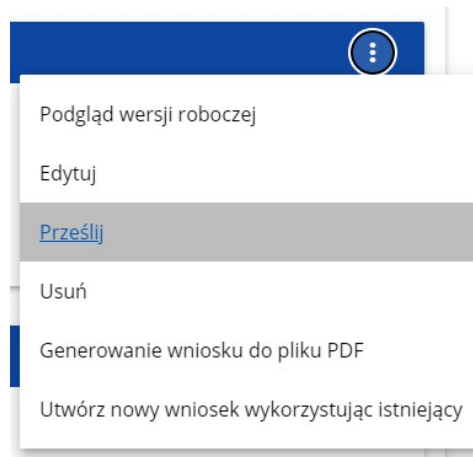 Podgląd wersji roboczej
Edytuj
Prześlij
Usuń
Generowanie wniosku do pliku PDF
Utwórz nowy wniosek wykorzystując istniejący